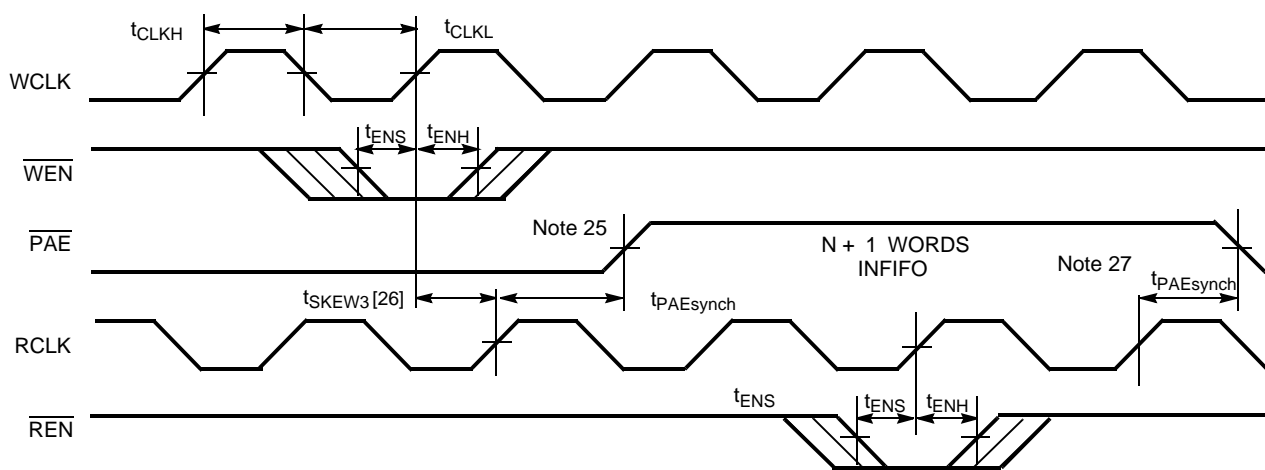 tCLKH
tCLKL
WCLK
tENS
tENH
WEN
Note 25
PAE
N + 1 WORDS
INFIFO
Note 27
tSKEW3 [26]
tPAEsynch
tPAEsynch
RCLK
tENS
tENS
tENH
REN